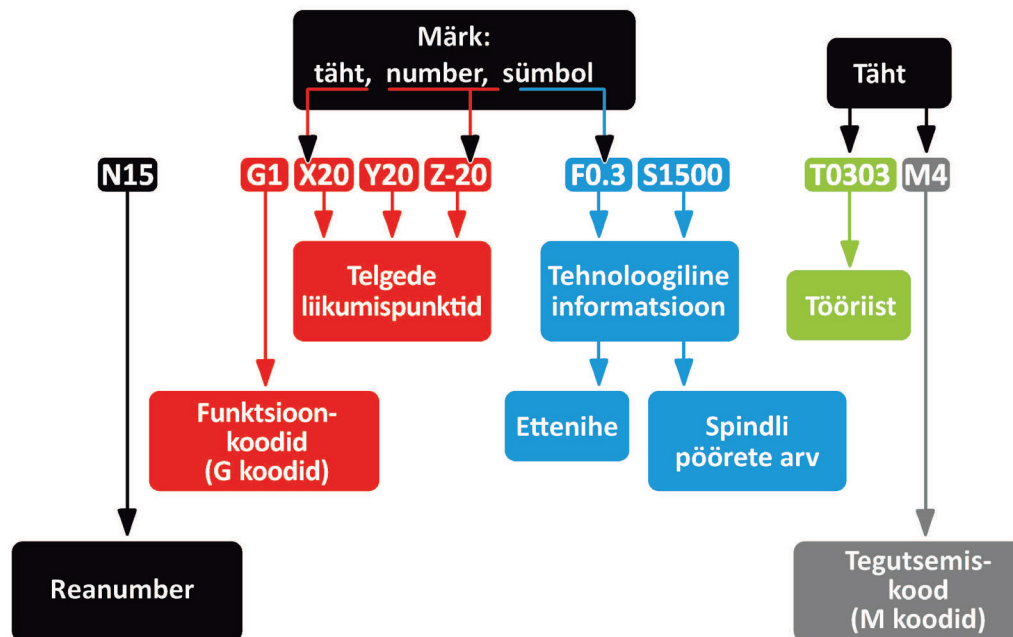 Märk:
täht, number, sümbol
Täht
N15 G1 X20 Y20 Z-20 F0.3 S1500 T0303 M4
Telgede
liikumispunktid
Tehnoloogiline
informatsioon
Tööriist
Funktsioon-
koodid
(G koodid)
Ettenihe
Spindli
pöörete arv
Reanumber
Tegutsemis-
kood
(M koodid)